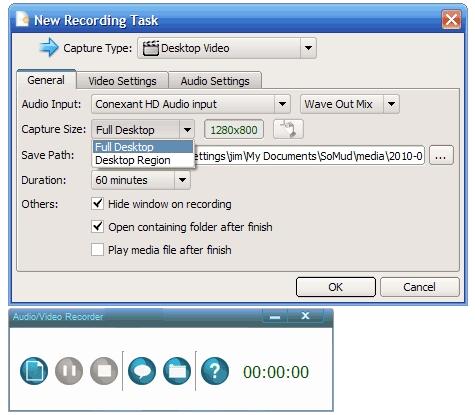 New Recording Task
Capture Type: Desktop Video
General Video Settings Audio Settings
Audio Input: Conexant HD Audio input Wave Out Mix
Capture Size: Full Desktop 1280x800
Full Desktop
Desktop Region
Save Path: ettings\jim\My Documents\SoMud\media\2010-0 ...
Duration: 60 minutes
Others: Hide window on recording
Open containing folder after finish
Play media file after finish
OK Cancel
Audio/Video Recorder
? 00:00:00